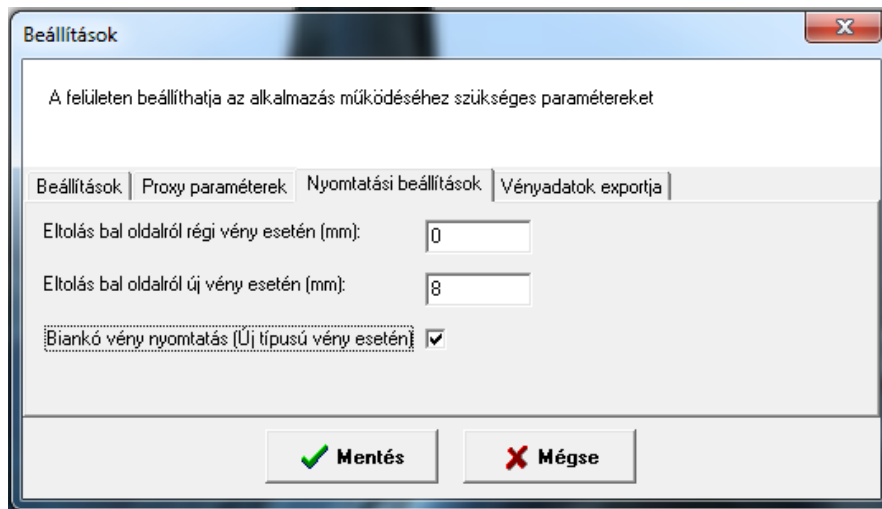 Beállítások
A felületen beállíthatja az alkalmazás működéséhez szükséges paramétereket
Beállítások Proxy paraméterek Nyomtatási beállítások Vényadatok exportja
Eltolás bal oldalról régi vény esetén (mm): 0
Eltolás bal oldalról új vény esetén (mm): 8
Biankó vény nyomtatás (Új típusú vény esetén)
Mentés Mégse